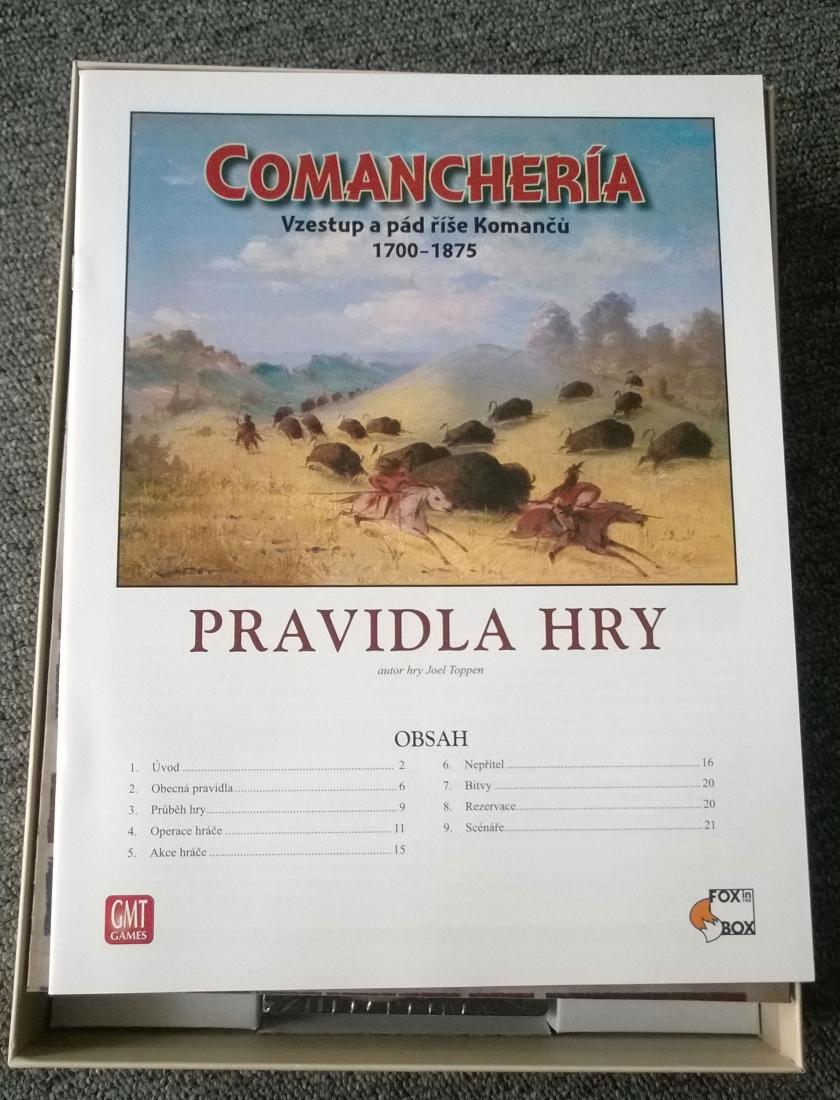 COMANCHERÍA
Vzestup a pád říše Komančů
1700–1875
PRAVIDLA HRY
autor hry Joel Toppen
OBSAH
1. Úvod 2
2. Obecná pravidla 6
3. Průběh hry 9
4. Operace hráče 11
5. Akce hráče 15
6. Nepřítel 16
7. Bitvy 20
8. Rezervace 20
9. Scénáře 21
GMT
GAMES
FOX in THE
BOX